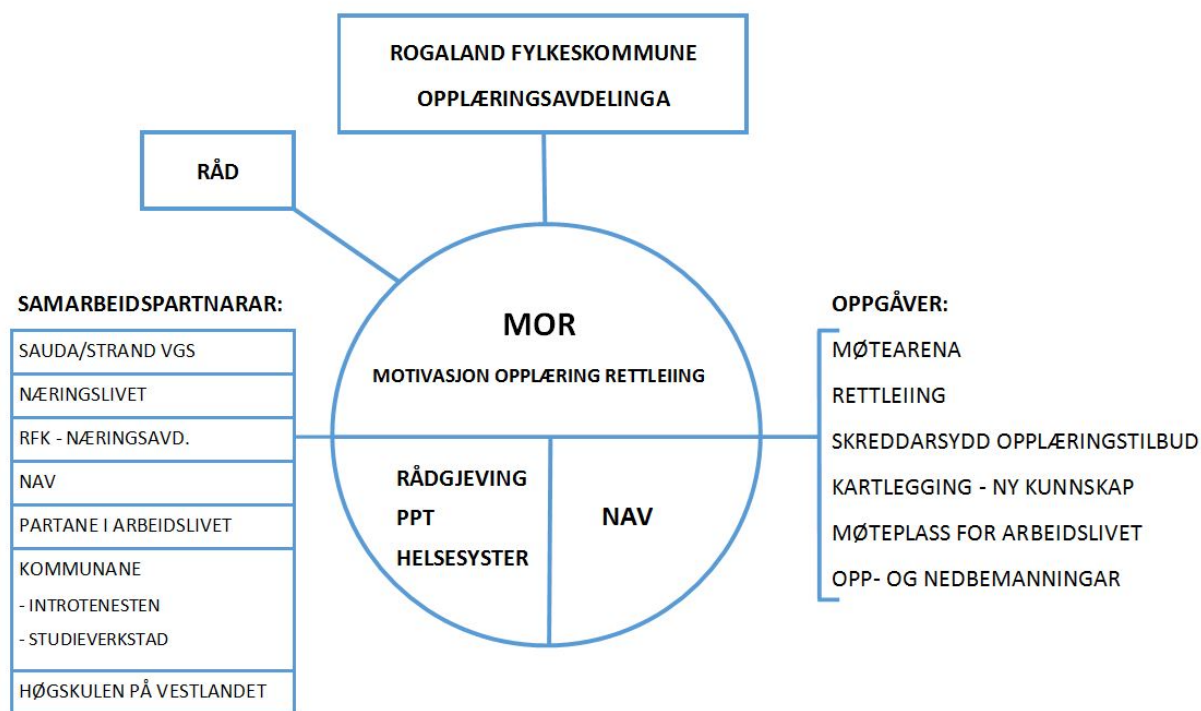 ROGALAND FYLKESKOMMUNE
OPPLÆRINGSAVDELINGA
RÅD
MOR
MOTIVASJON OPPLÆRING RETTLEIING
RÅDGJEVING
PPT
HELSESYSTER
NAV
SAMARBEIDSPARTNARAR:
SAUDA/STRAND VGS
NÆRINGSLIVET
RFK - NÆRINGSAVD.
NAV
PARTANE I ARBEIDSLIVET
KOMMUNANE
- INTROTENESTEN
- STUDIEVERKSTAD
HØGSKULEN PÅ VESTLANDET
OPPGÅVER:
MØTEARENA
RETTLEIING
SKREDDARSYDD OPPLÆRINGSTILBUD
KARTLEGGING - NY KUNNSKAP
MØTEPLASS FOR ARBEIDSLIVET
OPP- OG NEDBEMANNINGAR